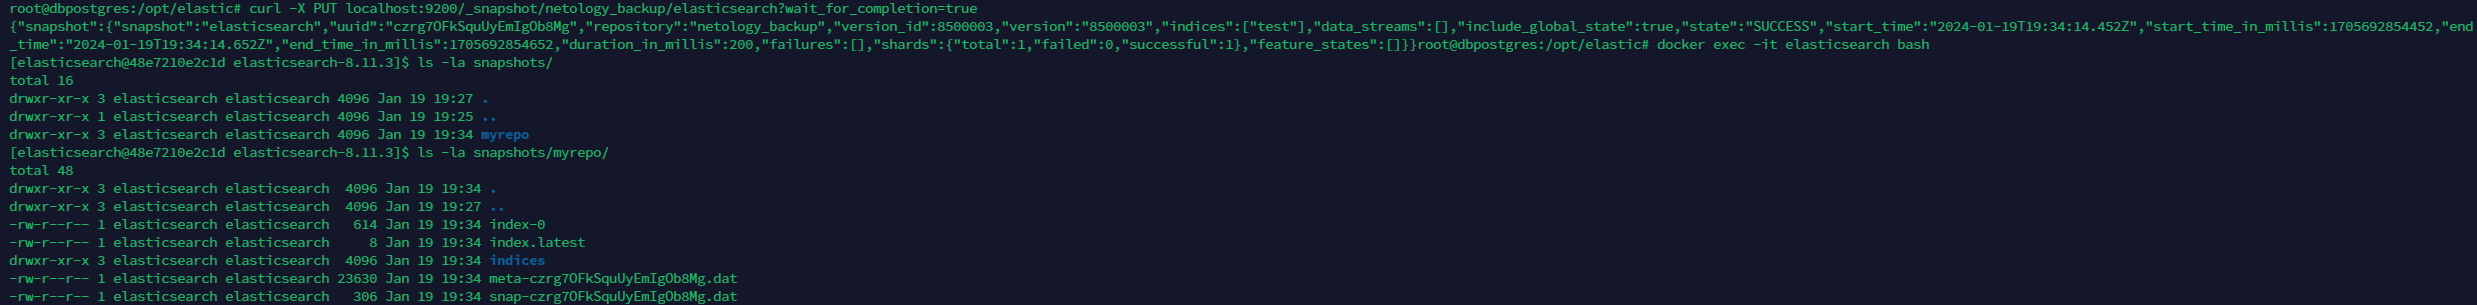 root@dbpostgres:/opt/elastic# curl -X PUT localhost:9200/_snapshot/netology_backup/elasticsearch?wait_for_completion=true
{"snapshot":{"snapshot":"elasticsearch","uuid":"czrg7OFkSquUyEmIgOb8Mg","repository":"netology_backup","version_id":8500003,"version":"8500003","indices":["test"],"data_streams":[],"include_global_state":true,"state":"SUCCESS","start_time":"2024-01-19T19:34:14.452Z","start_time_in_millis":1705692854452,"end
_time":"2024-01-19T19:34:14.652Z","end_time_in_millis":1705692854652,"duration_in_millis":200,"failures":[],"shards":{"total":1,"failed":0,"successful":1},"feature_states":[]}}root@dbpostgres:/opt/elastic# docker exec -it elasticsearch bash
[elasticsearch@48e7210e2c1d elasticsearch-8.11.3]$ ls -la snapshots/
total 16
drwxr-xr-x 3 elasticsearch elasticsearch 4096 Jan 19 19:27 .
drwxr-xr-x 1 elasticsearch elasticsearch 4096 Jan 19 19:25 ..
drwxr-xr-x 3 elasticsearch elasticsearch 4096 Jan 19 19:34 myrepo
[elasticsearch@48e7210e2c1d elasticsearch-8.11.3]$ ls -la snapshots/myrepo/
total 48
drwxr-xr-x 3 elasticsearch elasticsearch  4096 Jan 19 19:34 .
drwxr-xr-x 3 elasticsearch elasticsearch  4096 Jan 19 19:27 ..
-rw-r--r-- 1 elasticsearch elasticsearch   614 Jan 19 19:34 index-0
-rw-r--r-- 1 elasticsearch elasticsearch     8 Jan 19 19:34 index.latest
drwxr-xr-x 3 elasticsearch elasticsearch  4096 Jan 19 19:34 indices
-rw-r--r-- 1 elasticsearch elasticsearch 23630 Jan 19 19:34 meta-czrg7OFkSquUyEmIgOb8Mg.dat
-rw-r--r-- 1 elasticsearch elasticsearch   306 Jan 19 19:34 snap-czrg7OFkSquUyEmIgOb8Mg.dat